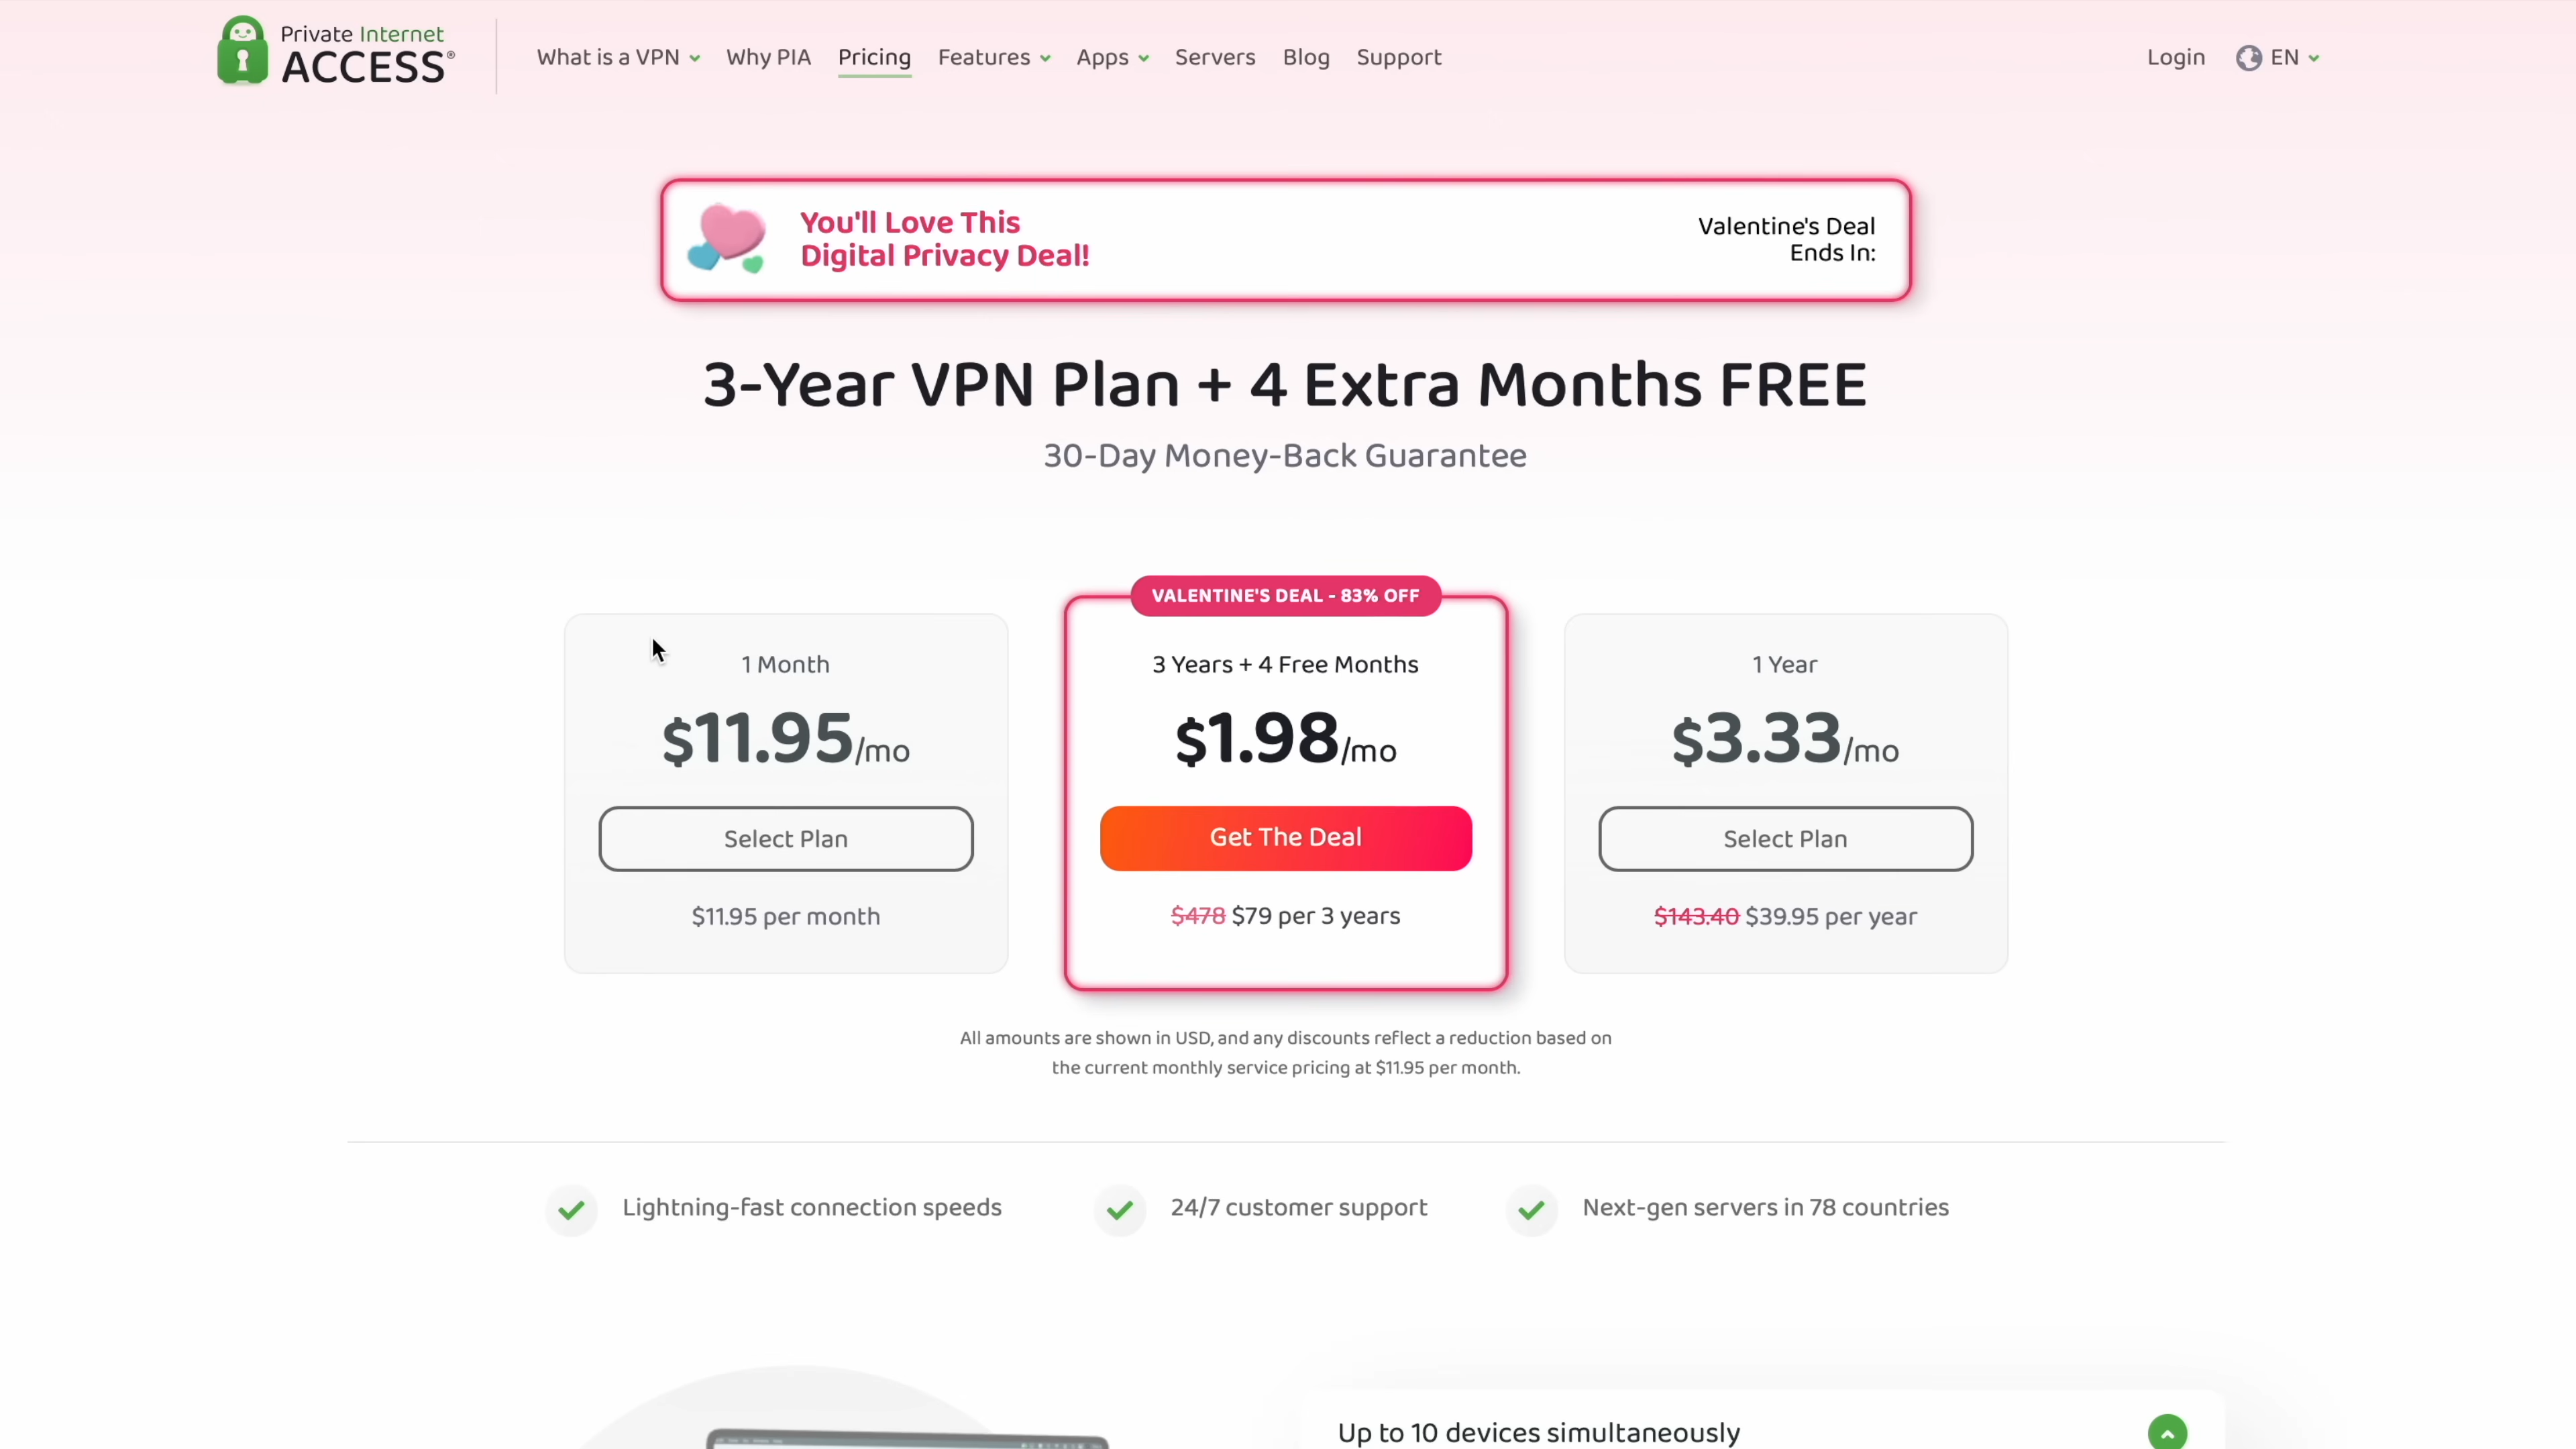 Private Internet
ACCESS®
What is a VPN
Why PIA
Pricing
Features
Apps
Servers
Blog
Support
Login
EN
You'll Love This
Digital Privacy Deal!
Valentine's Deal
Ends In:
3-Year VPN Plan + 4 Extra Months FREE
30-Day Money-Back Guarantee
1 Month
$11.95/mo
Select Plan
$11.95 per month
VALENTINE'S DEAL - 83% OFF
3 Years + 4 Free Months
$1.98/mo
Get The Deal
$478 $79 per 3 years
1 Year
$3.33/mo
Select Plan
$143.40 $39.95 per year
All amounts are shown in USD, and any discounts reflect a reduction based on
the current monthly service pricing at $11.95 per month.
Lightning-fast connection speeds
24/7 customer support
Next-gen servers in 78 countries
Up to 10 devices simultaneously